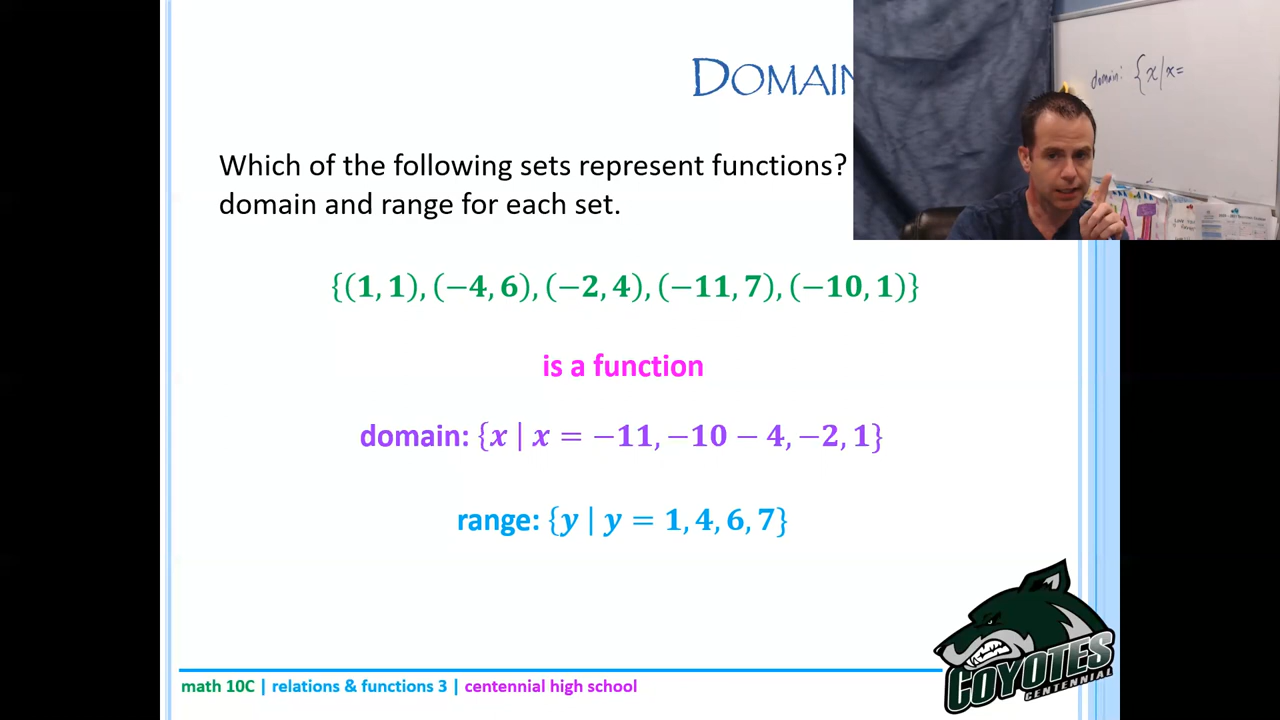 DOMAIN
domain: {x|x=
Which of the following sets represent functions?
domain and range for each set.
{(1, 1), (−4, 6), (−2, 4), (−11, 7), (−10, 1)}
is a function
domain: {x | x = −11, −10 − 4, −2, 1}
range: {y | y = 1, 4, 6, 7}
COYOTES
CENTENNIAL
math 10C | relations & functions 3 | centennial high school